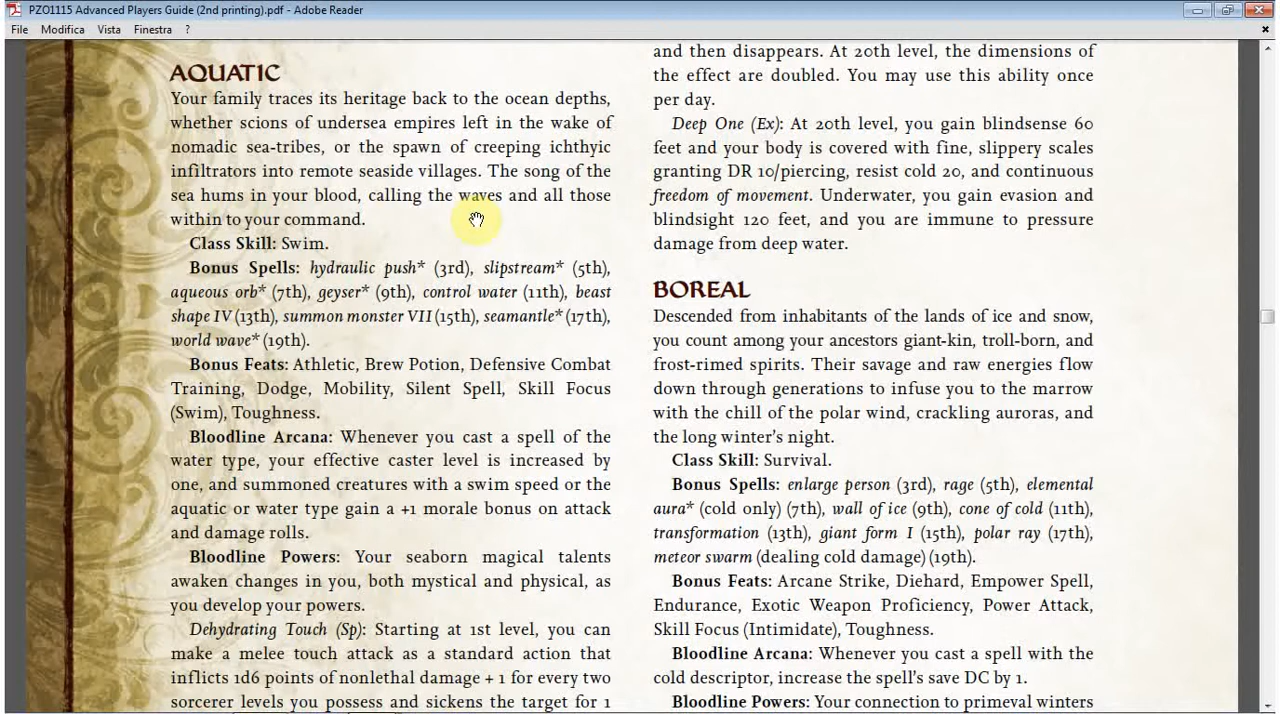 PZO1115 Advanced Players Guide (2nd printing).pdf - Adobe Reader
File Modifica Vista Finestra ?
AQUATIC
Your family traces its heritage back to the ocean depths,
whether scions of undersea empires left in the wake of
nomadic sea-tribes, or the spawn of creeping ichthyic
infiltrators into remote seaside villages. The song of the
sea hums in your blood, calling the waves and all those
within to your command.
Class Skill: Swim.
Bonus Spells: hydraulic push* (3rd), slipstream* (5th),
aqueous orb* (7th), geyser* (9th), control water (11th), beast
shape IV (13th), summon monster VII (15th), seamantle* (17th),
world wave* (19th).
Bonus Feats: Athletic, Brew Potion, Defensive Combat
Training, Dodge, Mobility, Silent Spell, Skill Focus
(Swim), Toughness.
Bloodline Arcana: Whenever you cast a spell of the
water type, your effective caster level is increased by
one, and summoned creatures with a swim speed or the
aquatic or water type gain a +1 morale bonus on attack
and damage rolls.
Bloodline Powers: Your seaborn magical talents
awaken changes in you, both mystical and physical, as
you develop your powers.
Dehydrating Touch (Sp): Starting at 1st level, you can
make a melee touch attack as a standard action that
inflicts 1d6 points of nonlethal damage + 1 for every two
sorcerer levels you possess and sickens the target for 1
and then disappears. At 20th level, the dimensions of
the effect are doubled. You may use this ability once
per day.
Deep One (Ex): At 20th level, you gain blindsense 60
feet and your body is covered with fine, slippery scales
granting DR 10/piercing, resist cold 20, and continuous
freedom of movement. Underwater, you gain evasion and
blindsight 120 feet, and you are immune to pressure
damage from deep water.
BOREAL
Descended from inhabitants of the lands of ice and snow,
you count among your ancestors giant-kin, troll-born, and
frost-rimed spirits. Their savage and raw energies flow
down through generations to infuse you to the marrow
with the chill of the polar wind, crackling auroras, and
the long winter's night.
Class Skill: Survival.
Bonus Spells: enlarge person (3rd), rage (5th), elemental
aura* (cold only) (7th), wall of ice (9th), cone of cold (11th),
transformation (13th), giant form I (15th), polar ray (17th),
meteor swarm (dealing cold damage) (19th).
Bonus Feats: Arcane Strike, Diehard, Empower Spell,
Endurance, Exotic Weapon Proficiency, Power Attack,
Skill Focus (Intimidate), Toughness.
Bloodline Arcana: Whenever you cast a spell with the
cold descriptor, increase the spell's save DC by 1.
Bloodline Powers: Your connection to primeval winters